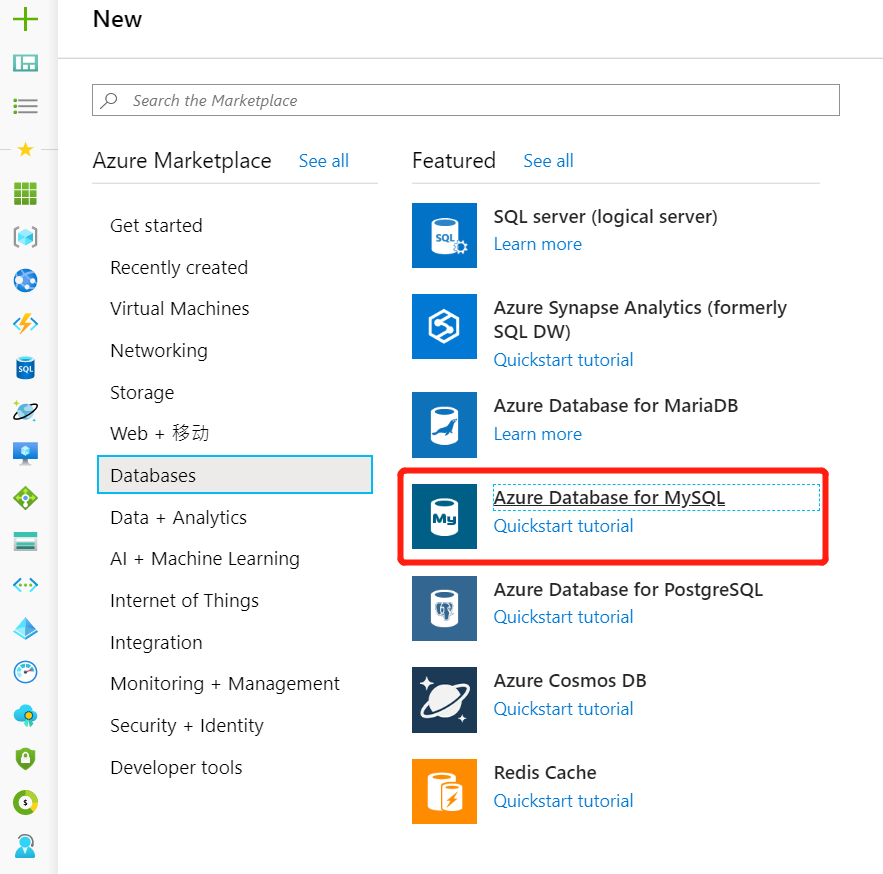 New
Search the Marketplace
Azure Marketplace
See all
Get started
Recently created
Virtual Machines
Networking
Storage
Web + 移动
Databases
Data + Analytics
AI + Machine Learning
Internet of Things
Integration
Monitoring + Management
Security + Identity
Developer tools
Featured
See all
SQL
SQL server (logical server)
Learn more
Azure Synapse Analytics (formerly
SQL DW)
Quickstart tutorial
Azure Database for MariaDB
Learn more
My
Azure Database for MySQL
Quickstart tutorial
Azure Database for PostgreSQL
Quickstart tutorial
Azure Cosmos DB
Quickstart tutorial
Redis Cache
Quickstart tutorial
SQL
$